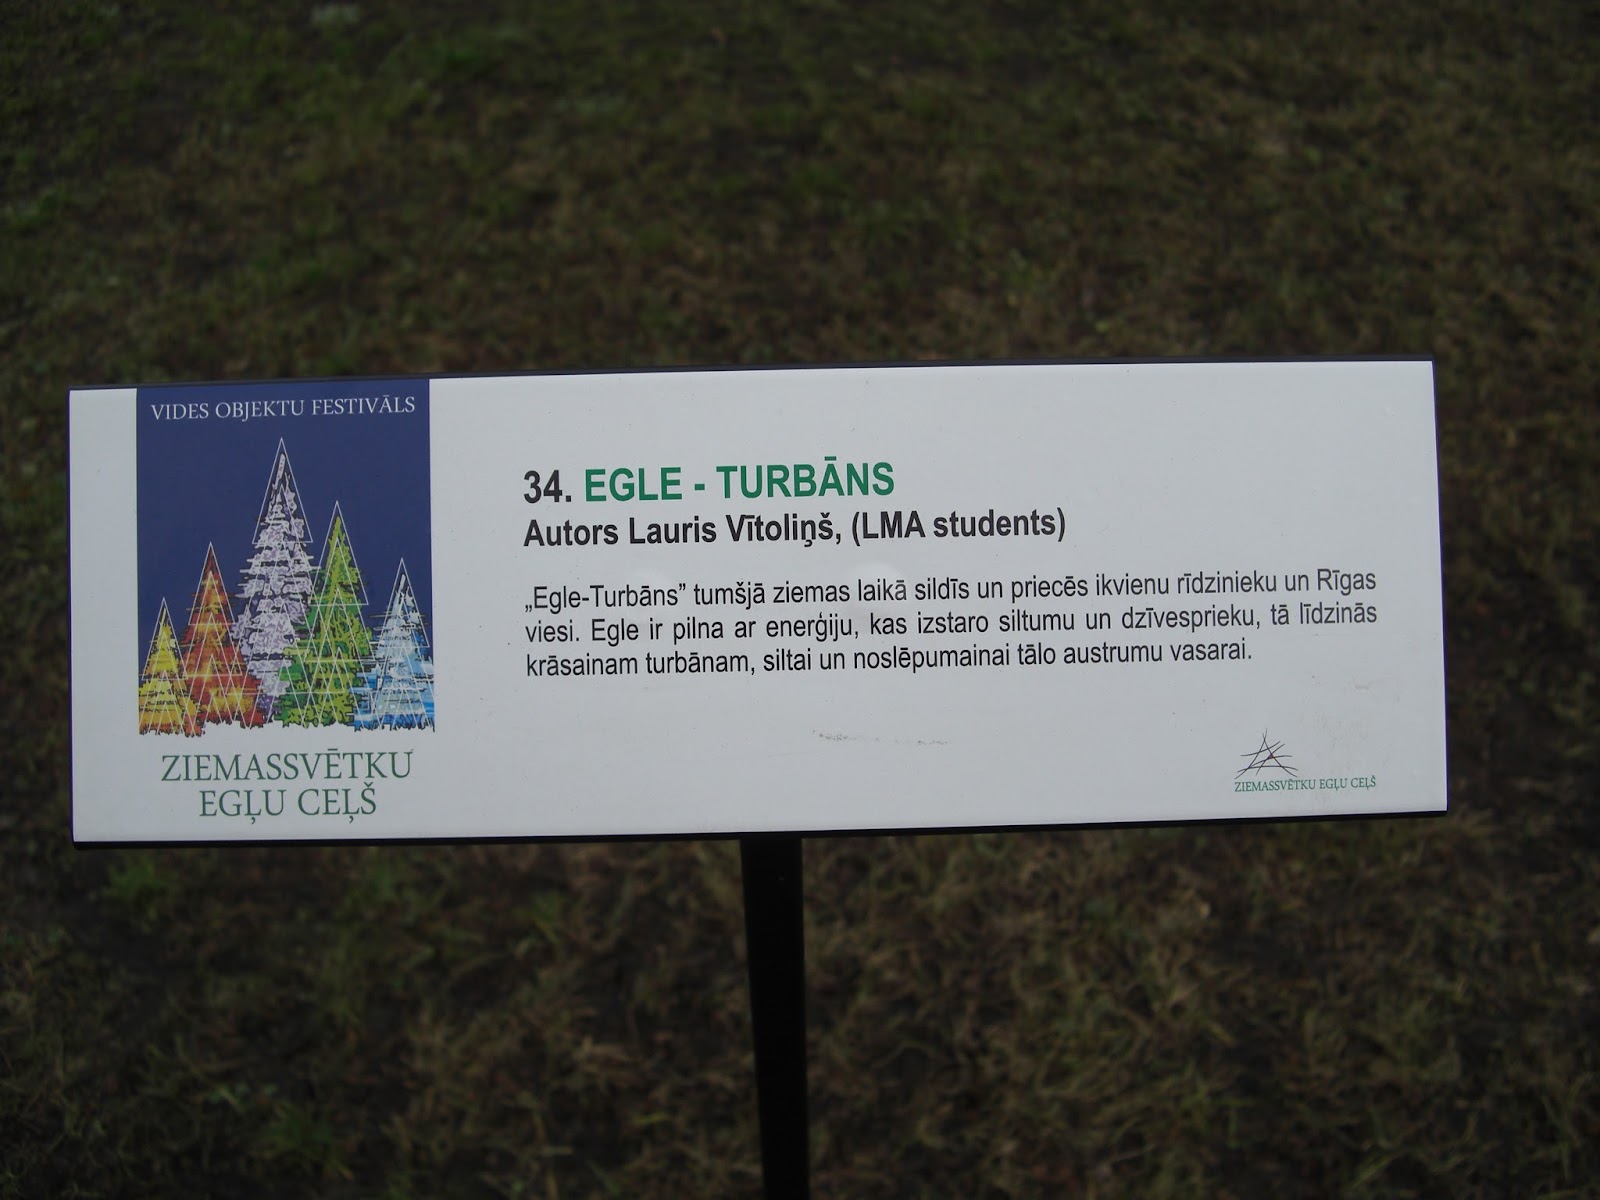 VIDES OBJEKTU FESTIVĀLS
ZIEMASSVĒTKU
EGĻU CEĻŠ
34. EGLE - TURBĀNS
Autors Lauris Vītoliņš, (LMA students)
„Egle-Turbāns” tumšjā ziemas laikā sildīs un priecēs ikvienu rīdzinieku un Rīgas
viesi. Egle ir pilna ar enerģiju, kas izstaro siltumu un dzīvesprieku, tā līdzinās
krāsainam turbānam, siltai un noslēpumainai tālo austrumu vasarai.
ZIEMASSVĒTKU EGĻU CEĻŠ